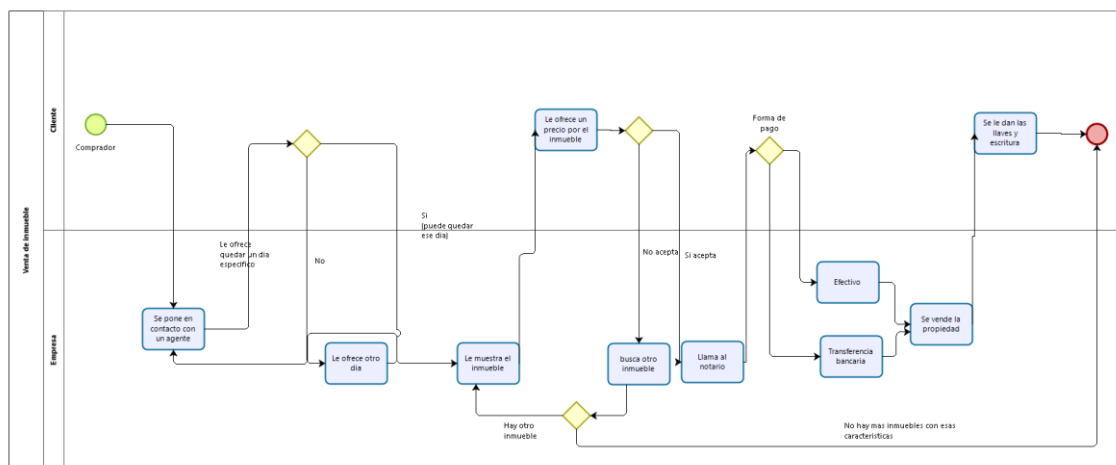 Venta de inmueble
Cliente
Empresa
Comprador
Se pone en
contacto con
un agente
Le ofrece
quedar un dia
especifico
No
Le ofrece otro
dia
Si
(puede quedar
ese dia)
Le muestra el
inmueble
Le ofrece un
precio por el
inmueble
No acepta
Si acepta
busca otro
inmueble
Hay otro
inmueble
No hay mas inmuebles con esas
caracteristicas
Llama al
notario
Forma de
pago
Efectivo
Transferencia
bancaria
Se vende la
propiedad
Se le dan las
llaves y
escritura